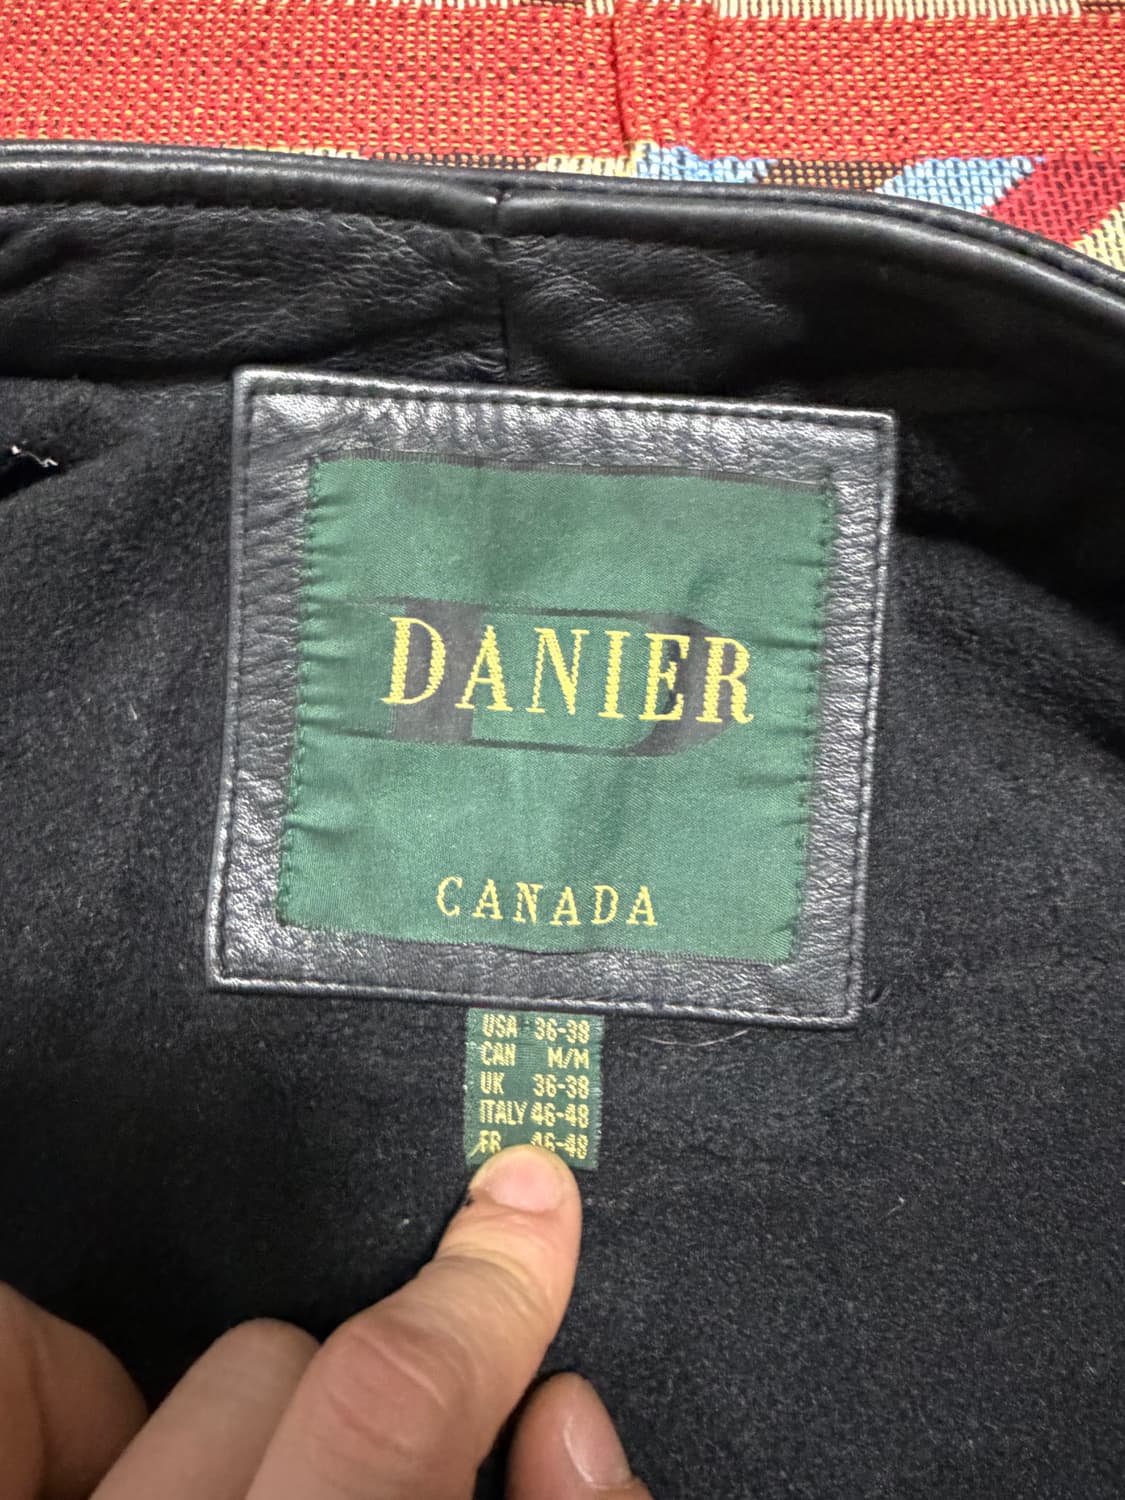 DANIER
CANADA
USA 36-38
CAN M/M
UK 36-38
ITALY 46-48
FR 46-48